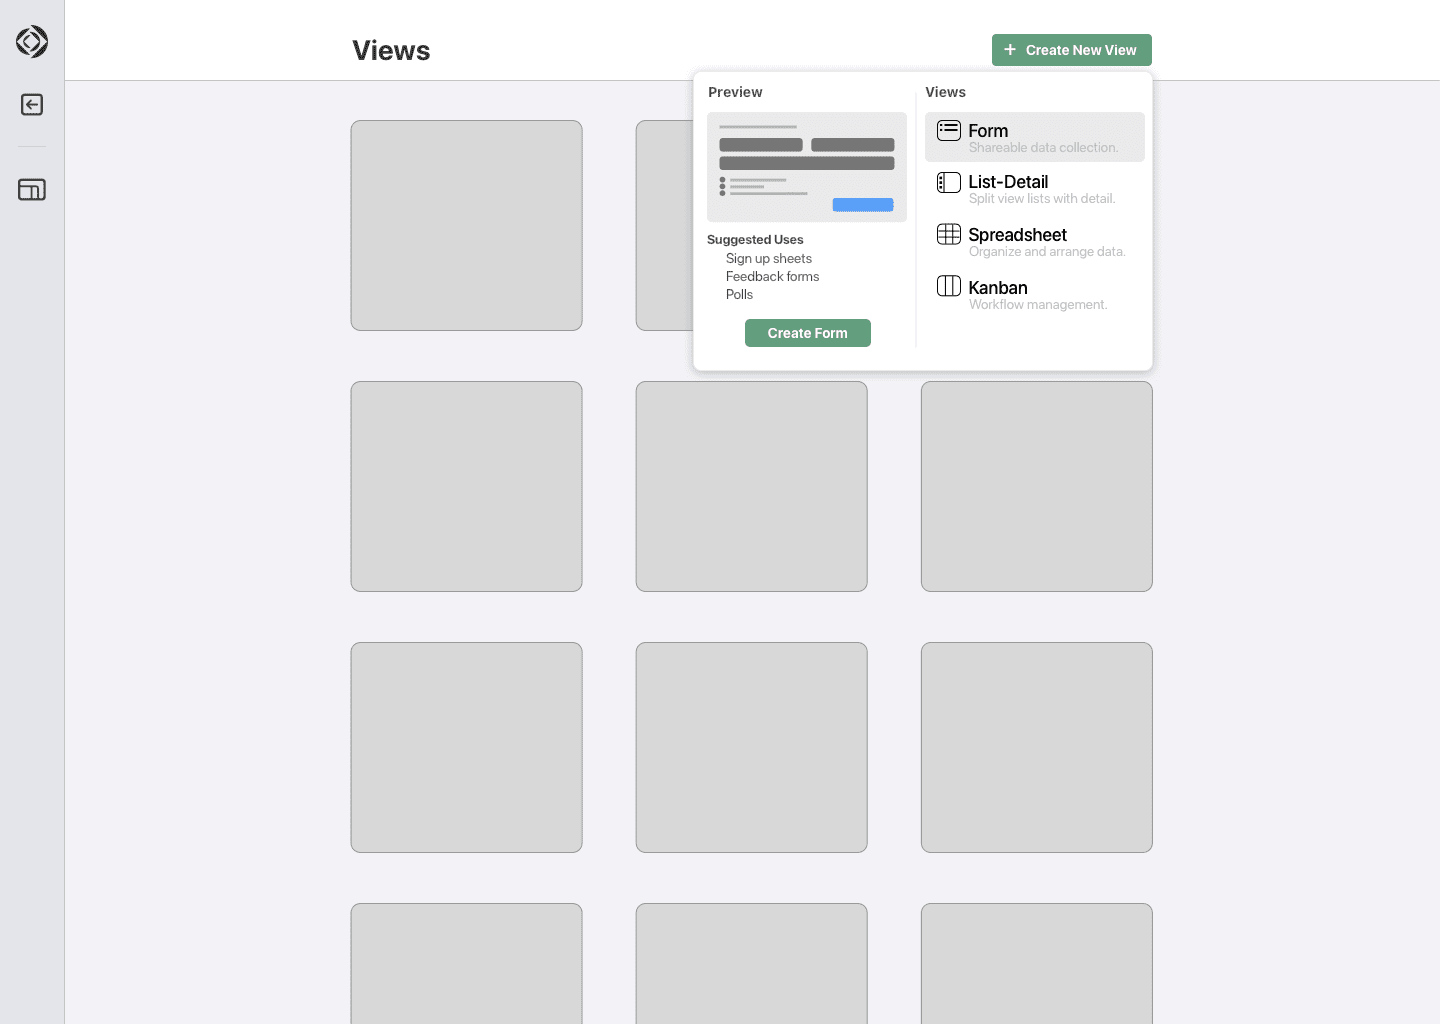 Views
Create New View
Preview
Suggested Uses
Sign up sheets
Feedback forms
Polls
Create Form
Views
Form
Shareable data collection.
List-Detail
Split view lists with detail.
Spreadsheet
Organize and arrange data.
Kanban
Workflow management.